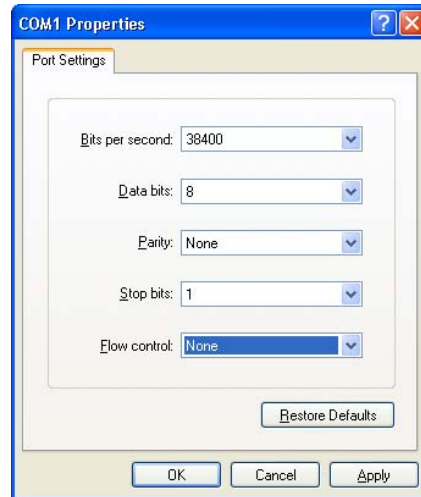 COM1 Properties
Port Settings
Bits per second: 38400
Data bits: 8
Parity: None
Stop bits: 1
Flow control: None
Restore Defaults
OK Cancel Apply